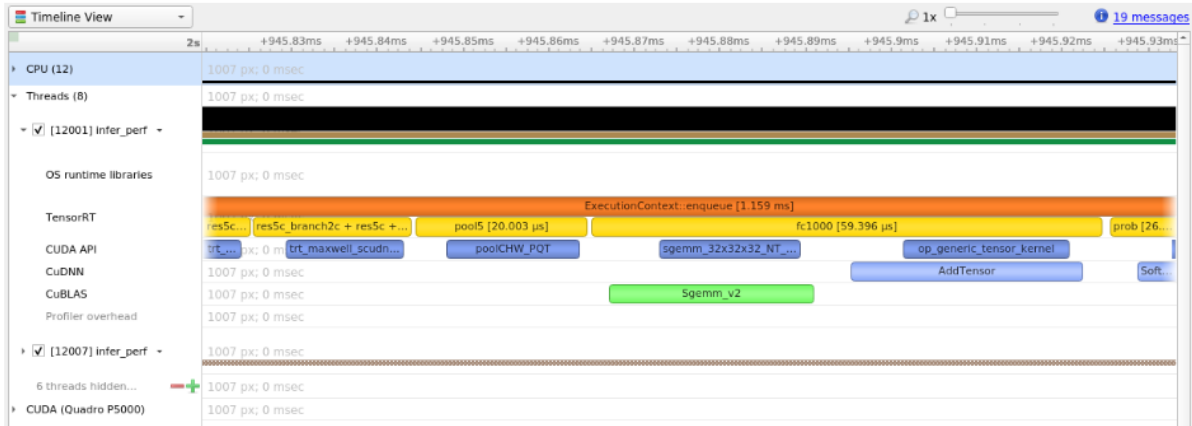 Timeline View 1x 19 messages
2s +945.83ms +945.84ms +945.85ms +945.86ms +945.87ms +945.88ms +945.89ms +945.9ms +945.91ms +945.92ms +945.93ms
CPU (12) 1007 px; 0 msec
Threads (8) 1007 px; 0 msec
[12001] infer_perf
OS runtime libraries 1007 px; 0 msec
ExecutionContext::enqueue [1.159 ms]
TensorRT
res5c... res5c_branch2c + res5c +... pool5 [20.003 µs] fc1000 [59.396 µs] prob [26....
CUDA API trt_... px; 0 m trt_maxwell_scudn... poolCHW_PQT sgemm_32x32x32_NT_... op_generic_tensor_kernel
CuDNN 1007 px; 0 msec AddTensor Soft...
CuBLAS 1007 px; 0 msec Sgemm_v2
Profiler overhead 1007 px; 0 msec
[12007] infer_perf 1007 px; 0 msec
6 threads hidden... 1007 px; 0 msec
CUDA (Quadro P5000) 1007 px; 0 msec